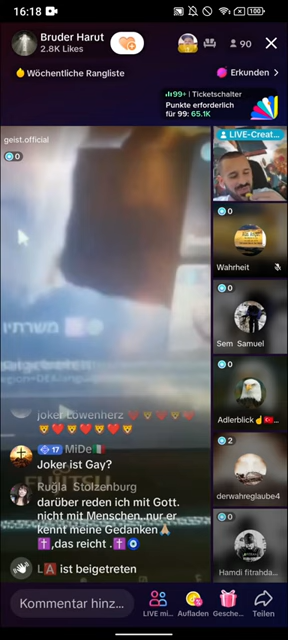 16:18
100
Bruder Harut
2.8K Likes
90
Wöchentliche Rangliste
Erkunden >
99+ | Ticketschalter
Punkte erforderlich
für 99: 65.1K
LIVE-Creat...
geist.official
0
0
Wahrheit
0
Sem Samuel
0
Adlerblick☝️🇹🇷...
2
derwahreglaube4
0
Hamdi fitrahda...
משרתיו
joker Löwenherz ❤️🦁❤️🦁
🦁❤️🦁❤️🦁❤️🦁
17 MiDe🇮🇹
Joker ist Gay?
Rugla Stolzenburg
darüber reden ich mit Gott.
nicht mit Menschen. nur er
kennt meine Gedanken🙏🏼
✝️,das reicht .✝️🧿
L🅰️ ist beigetreten
Kommentar hinz...
LIVE mi...
Aufladen
Gesche...
Teilen